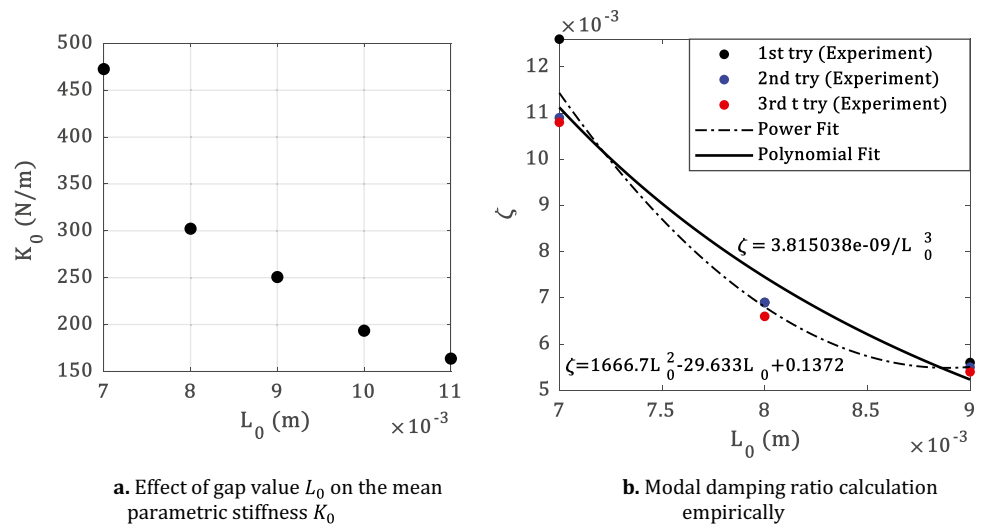 500
450
400
350
300
250
200
150
7
8
9
10
11
K0 (N/m)
L0 (m)
×10-3
a. Effect of gap value L0 on the mean
parametric stiffness K0
×10-3
12
11
10
9
8
7
6
5
7
7.5
8
8.5
9
ζ
L0 (m)
×10-3
1st try (Experiment)
2nd try (Experiment)
3rd t try (Experiment)
Power Fit
Polynomial Fit
ζ = 3.815038e-09/L 0 3
ζ=1666.7L 0 2-29.633L 0+0.1372
b. Modal damping ratio calculation
empirically